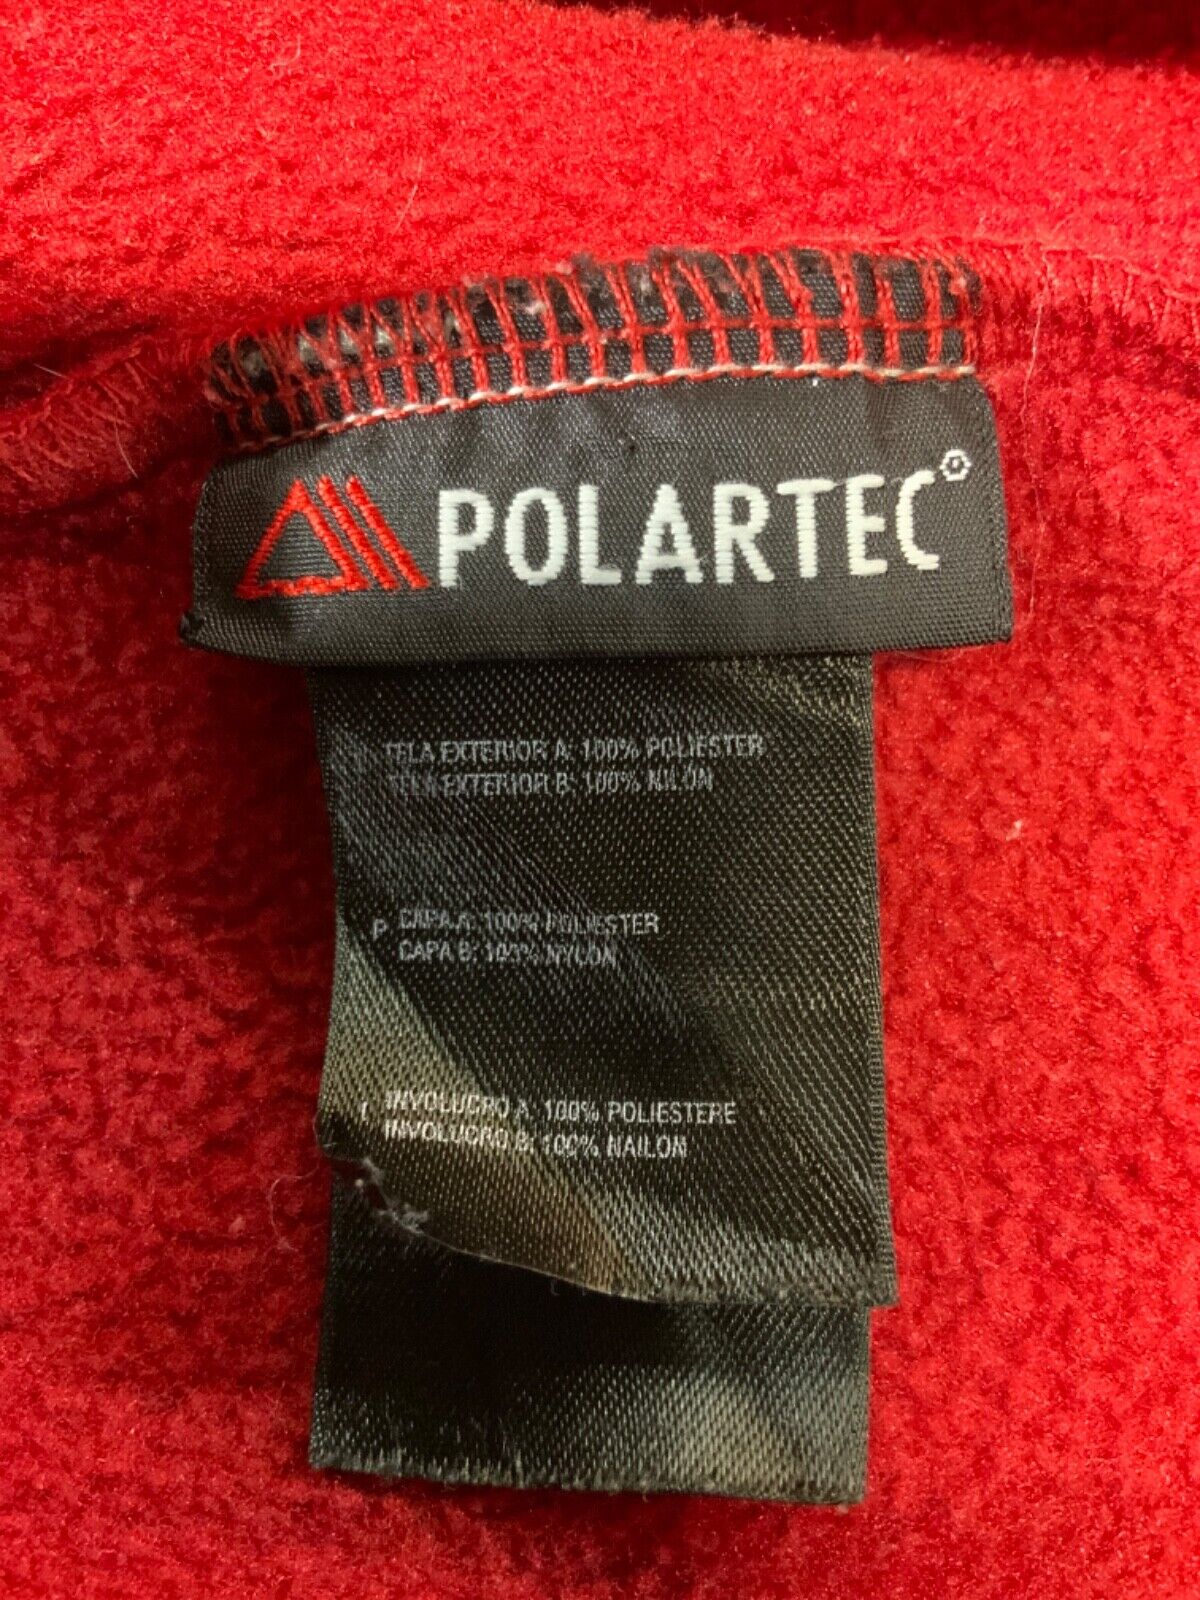 POLARTEC®
TELA EXTERIOR A: 100% POLIESTER
TELA EXTERIOR B: 100% NILÓN
P CAPA A: 100% POLIESTER
CAPA B: 100% NYLON
I INVOLUCRO A: 100% POLIESTERE
INVOLUCRO B: 100% NAILON